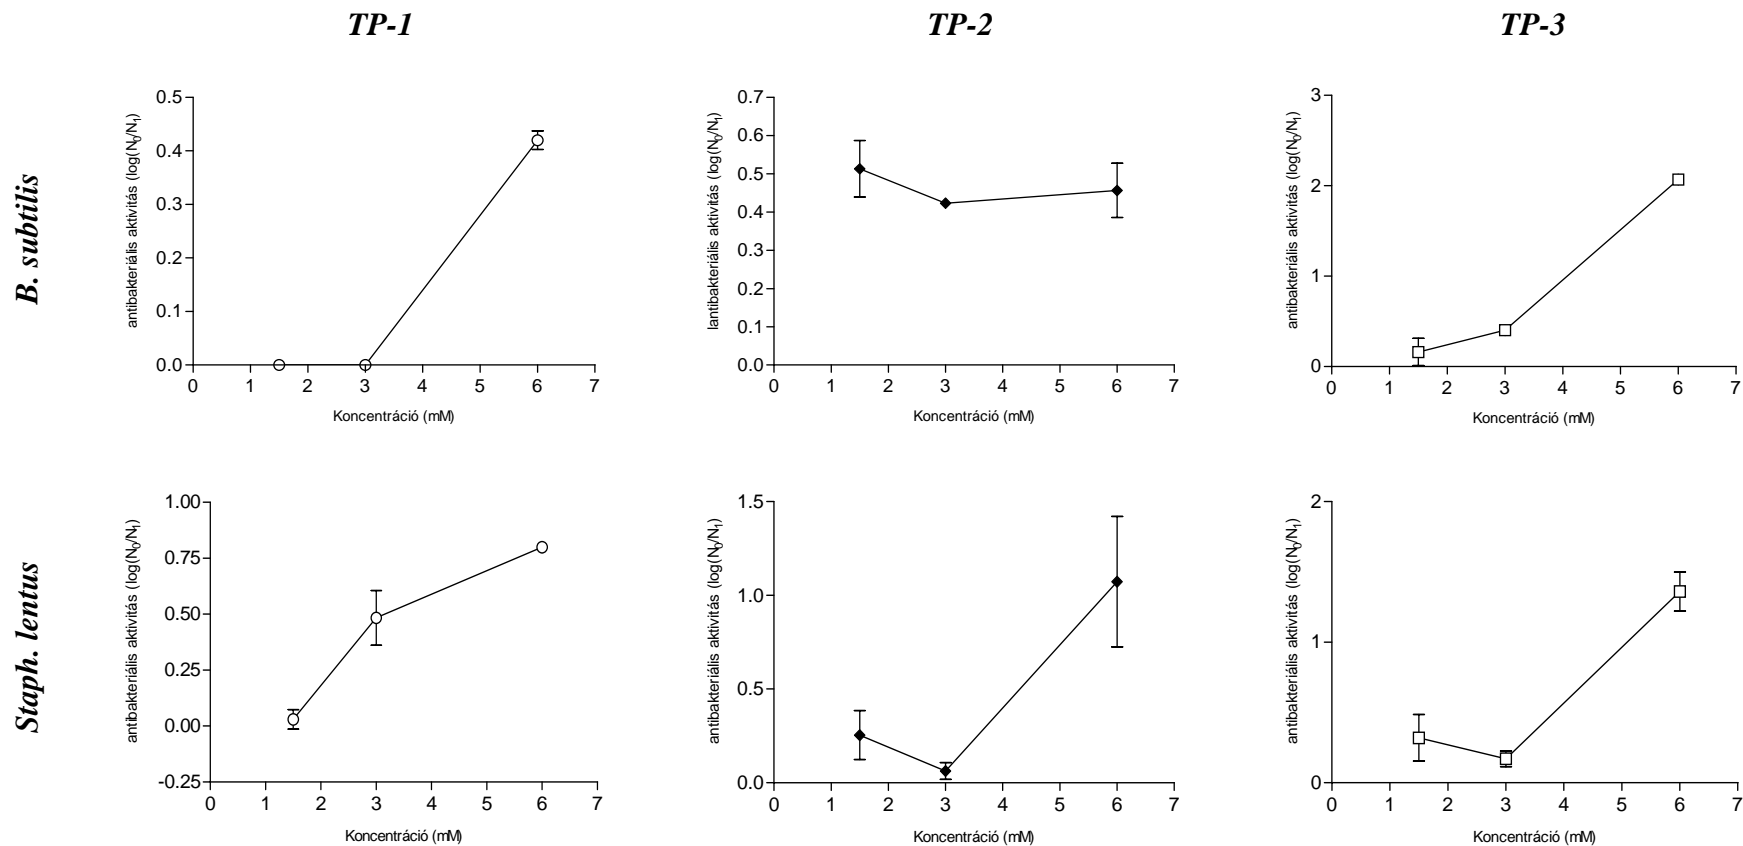 TP-1 TP-2 TP-3
B. subtilis
antibakteriális aktivitás (log(N0/N1)
0.5
0.4
0.3
0.2
0.1
0.0
0 1 2 3 4 5 6 7
Koncentráció (mM)
lantibakteriális aktivitás (log(N0/N1)
0.7
0.6
0.5
0.4
0.3
0.2
0.1
0.0
0 1 2 3 4 5 6 7
Koncentráció (mM)
antibakteriális aktivitás (log(N0/N1)
3
2
1
0
0 1 2 3 4 5 6 7
Koncentráció (mM)
Staph. lentus
antibakteriális aktivitás (log(N0/N1)
1.00
0.75
0.50
0.25
0.00
-0.25
0 1 2 3 4 5 6 7
Koncentráció (mM)
antibakteriális aktivitás (log(N0/N1)
1.5
1.0
0.5
0.0
0 1 2 3 4 5 6 7
Koncentráció (mM)
antibakteriális aktivitás (log(N0/N1)
2
1
0
0 1 2 3 4 5 6 7
Koncentráció (mM)